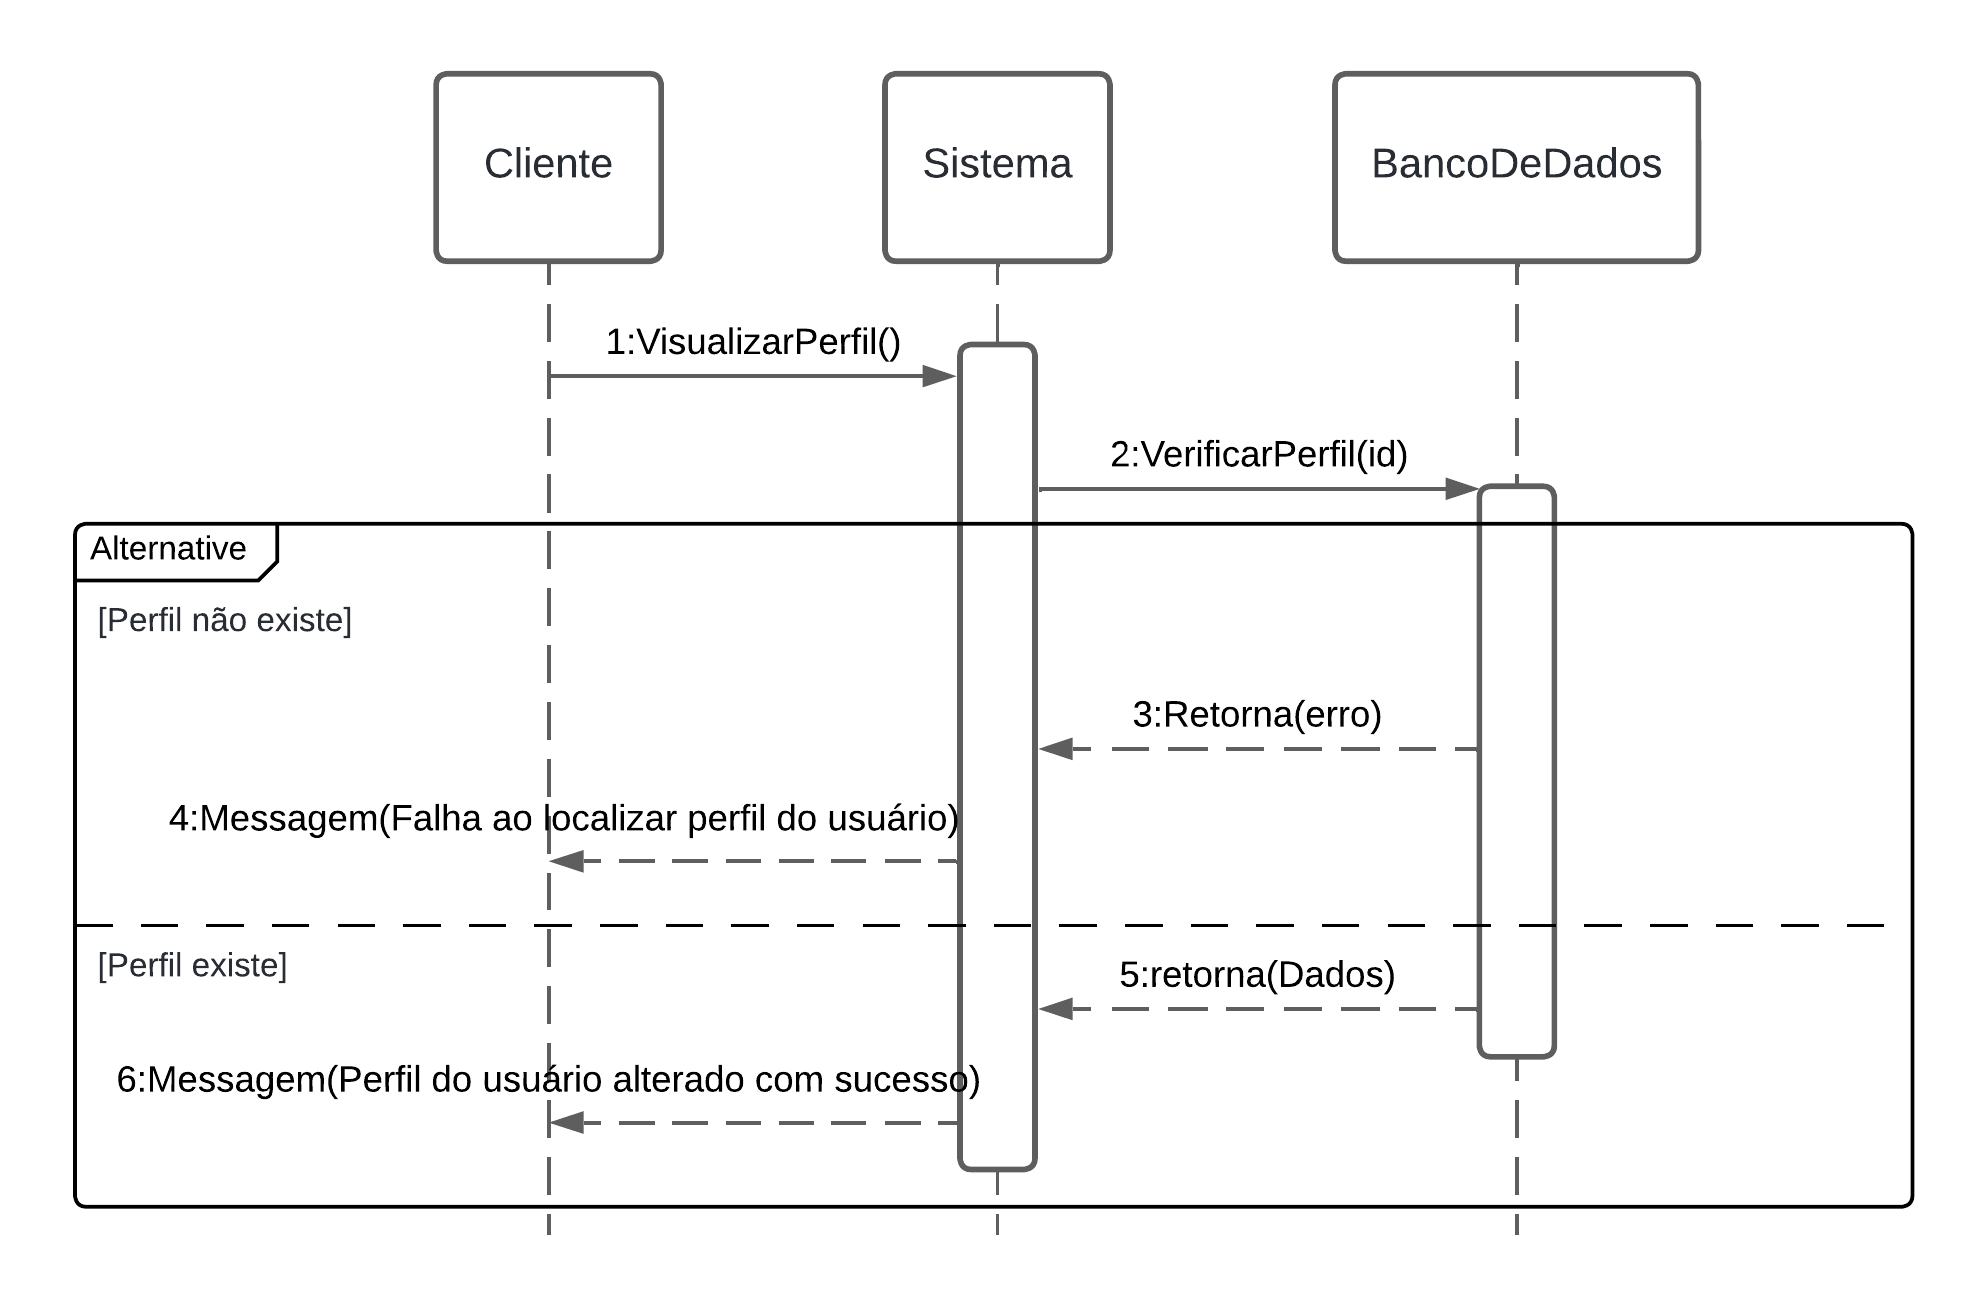 Cliente
Sistema
BancoDeDados
1:VisualizarPerfil()
2:VerificarPerfil(id)
Alternative
[Perfil não existe]
3:Retorna(erro)
4:Messagem(Falha ao localizar perfil do usuário)
[Perfil existe]
5:retorna(Dados)
6:Messagem(Perfil do usuário alterado com sucesso)